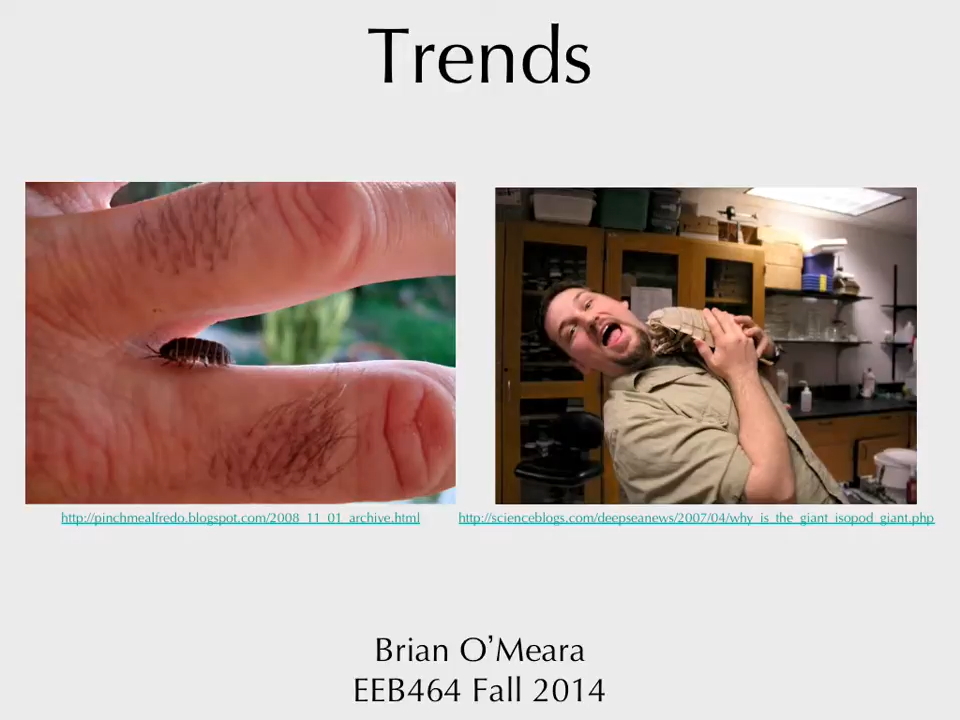 Trends
http://pinchmealfredo.blogspot.com/2008_11_01_archive.html
http://scienceblogs.com/deepseanews/2007/04/why_is_the_giant_isopod_giant.php
Brian O’Meara
EEB464 Fall 2014